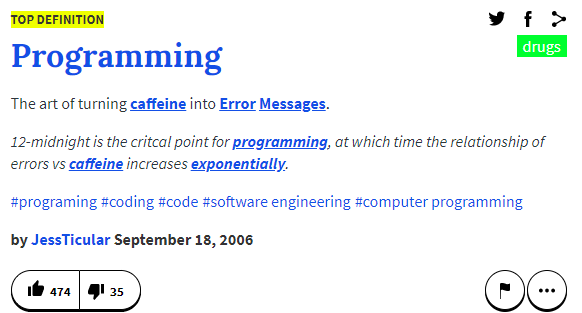 TOP DEFINITION
drugs
Programming
The art of turning caffeine into Error Messages.
12-midnight is the critcal point for programming, at which time the relationship of
errors vs caffeine increases exponentially.
#programing #coding #code #software engineering #computer programming
by JessTicular September 18, 2006
474 35